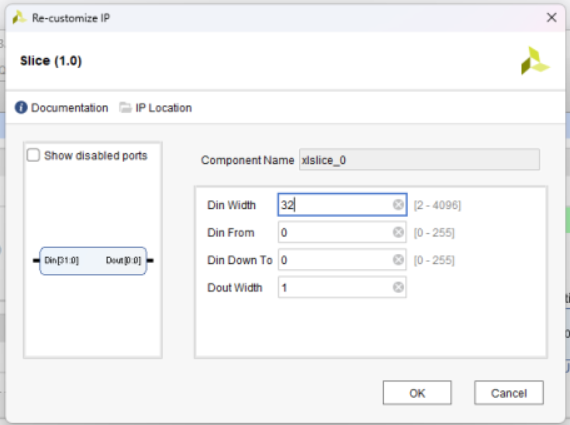 Re-customize IP
Slice (1.0)
Documentation IP Location
Show disabled ports
Component Name xlslice_0
Din Width 32 [2 - 4096]
Din From 0 [0 - 255]
Din[31:0] Dout[0:0]
Din Down To 0 [0 - 255]
Dout Width 1
OK Cancel